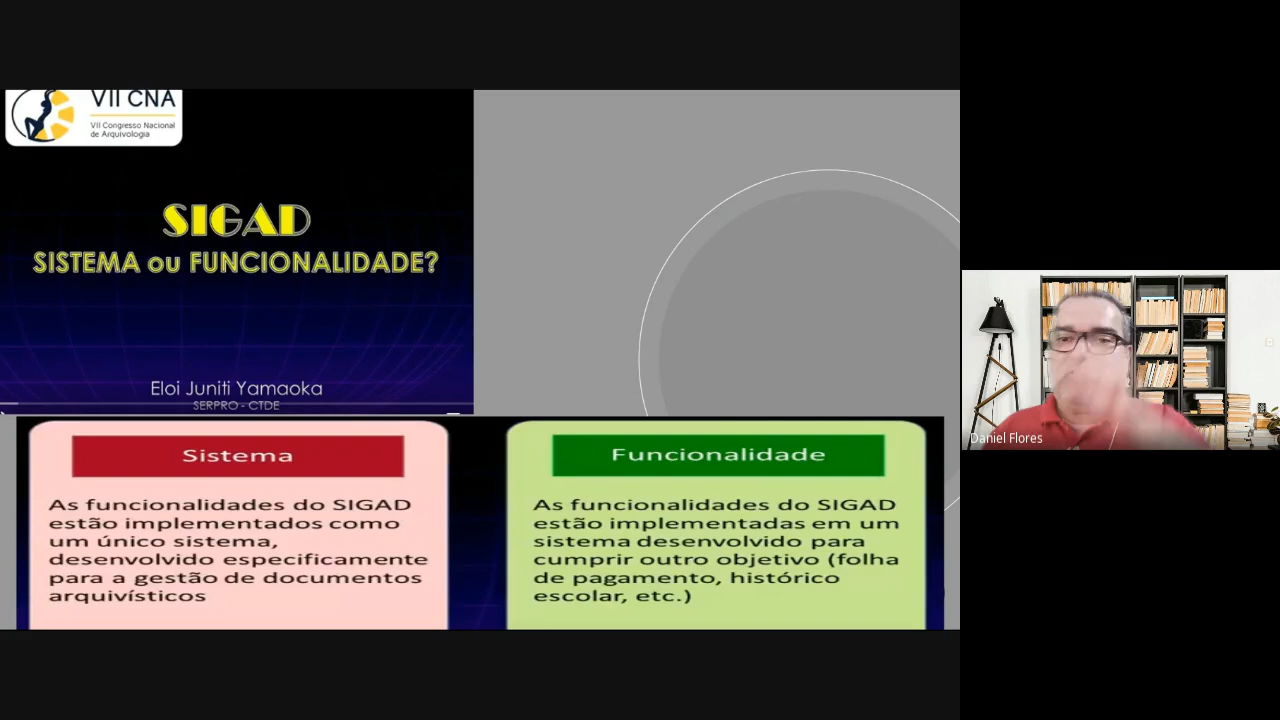 VII CNA
VII Congresso Nacional
de Arquivologia
SIGAD
SISTEMA ou FUNCIONALIDADE?
Eloi Juniti Yamaoka
SERPRO - CTDE
Sistema
As funcionalidades do SIGAD
estão implementados como
um único sistema,
desenvolvido especificamente
para a gestão de documentos
arquivísticos
Funcionalidade
As funcionalidades do SIGAD
estão implementadas em um
sistema desenvolvido para
cumprir outro objetivo (folha
de pagamento, histórico
escolar, etc.)
Daniel Flores